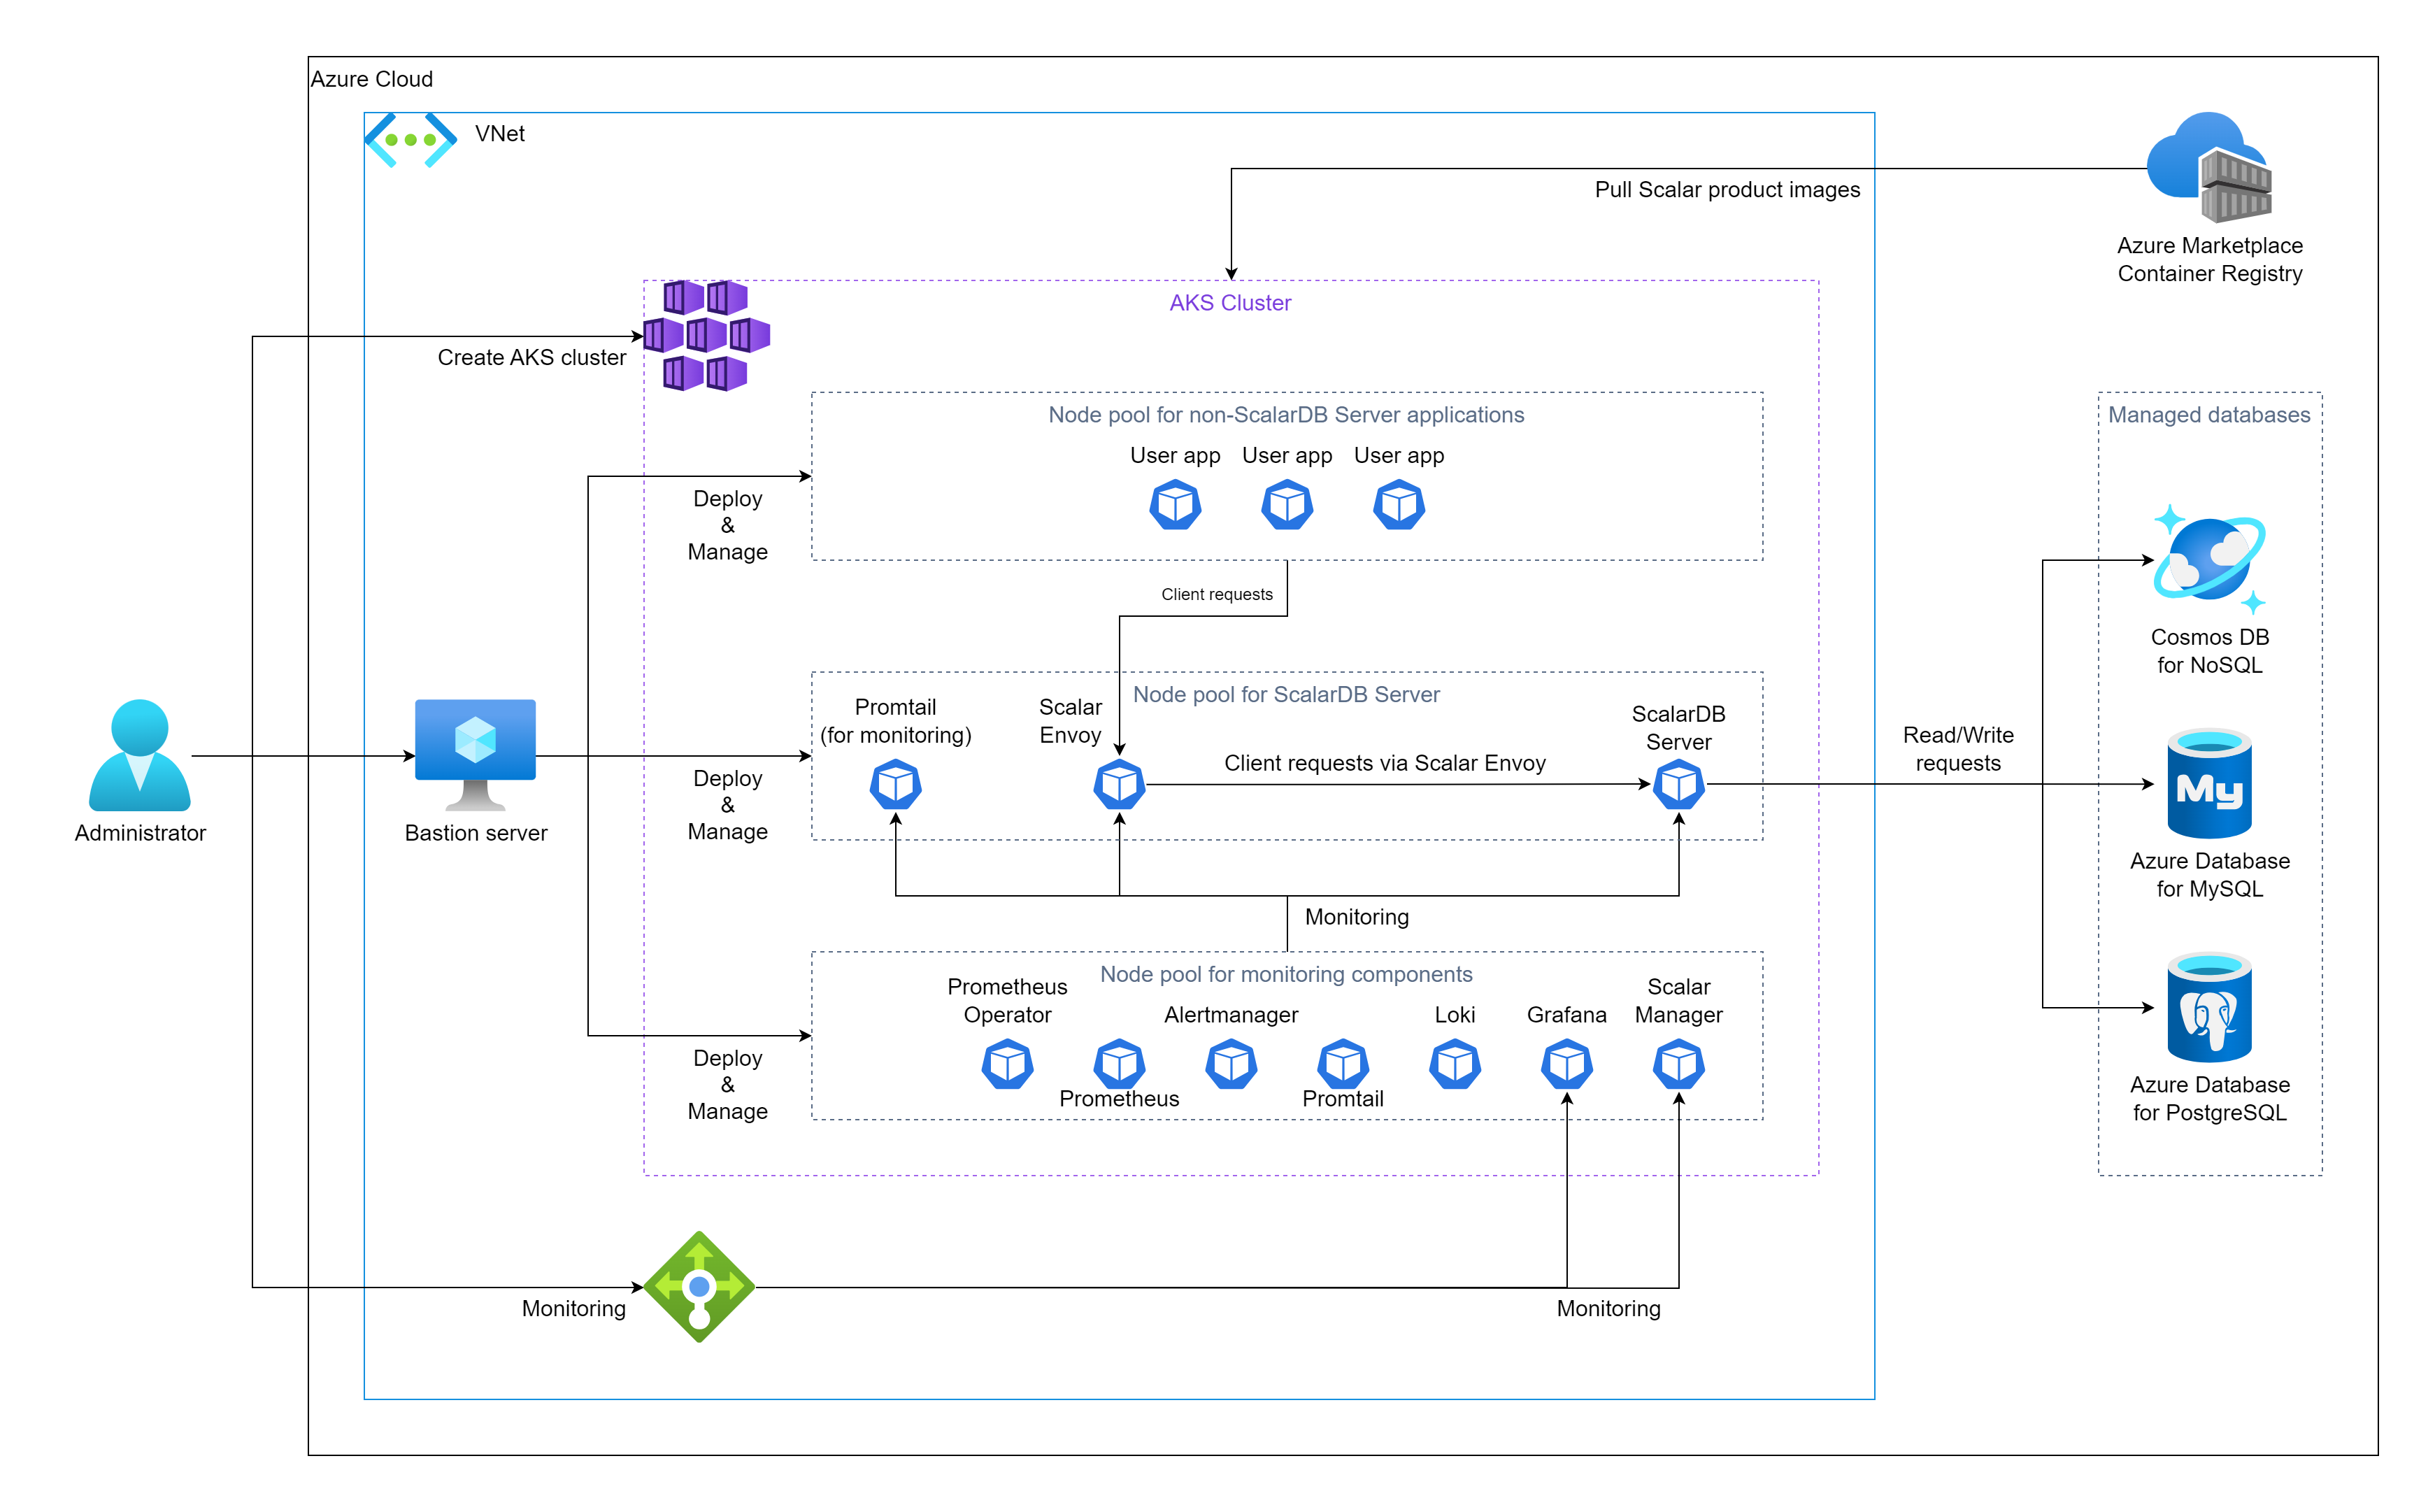 Azure Cloud
VNet
Pull Scalar product images
Azure Marketplace
Container Registry
AKS Cluster
Create AKS cluster
Node pool for non-ScalarDB Server applications
User app
User app
User app
Managed databases
Deploy
&
Manage
Client requests
Cosmos DB
for NoSQL
Node pool for ScalarDB Server
Promtail
(for monitoring)
Scalar
Envoy
ScalarDB
Server
Client requests via Scalar Envoy
Read/Write
requests
Administrator
Bastion server
Deploy
&
Manage
My
Azure Database
for MySQL
Monitoring
Node pool for monitoring components
Prometheus
Operator
Prometheus
Alertmanager
Promtail
Loki
Grafana
Scalar
Manager
Deploy
&
Manage
Azure Database
for PostgreSQL
Monitoring
Monitoring